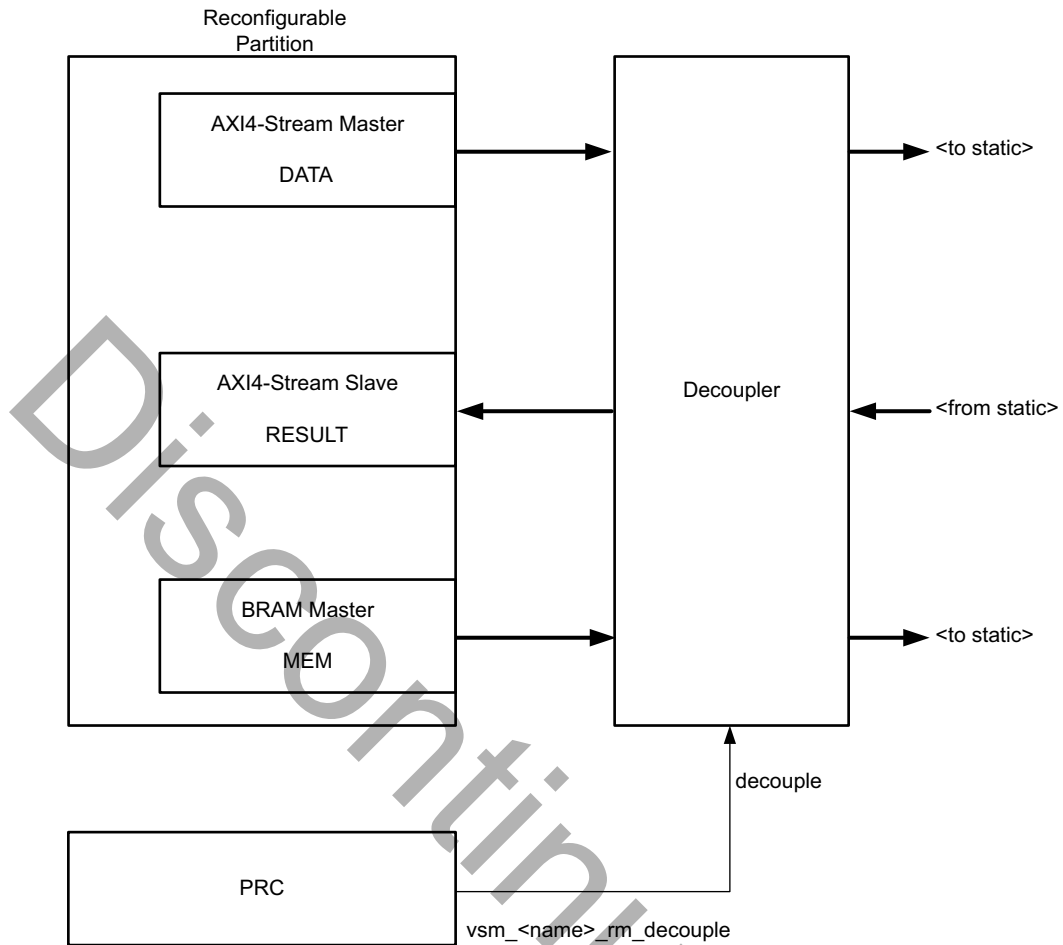 Reconfigurable
Partition
AXI4-Stream Master
DATA
<to static>
AXI4-Stream Slave
RESULT
Decoupler
<from static>
BRAM Master
MEM
<to static>
decouple
PRC
vsm_<name>_rm_decouple